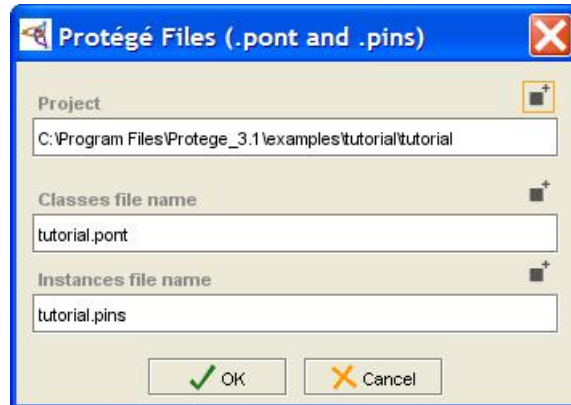 Protégé Files (.pont and .pins)
Project
C:\Program Files\Protege_3.1\examples\tutorial\tutorial
Classes file name
tutorial.pont
Instances file name
tutorial.pins
OK
Cancel